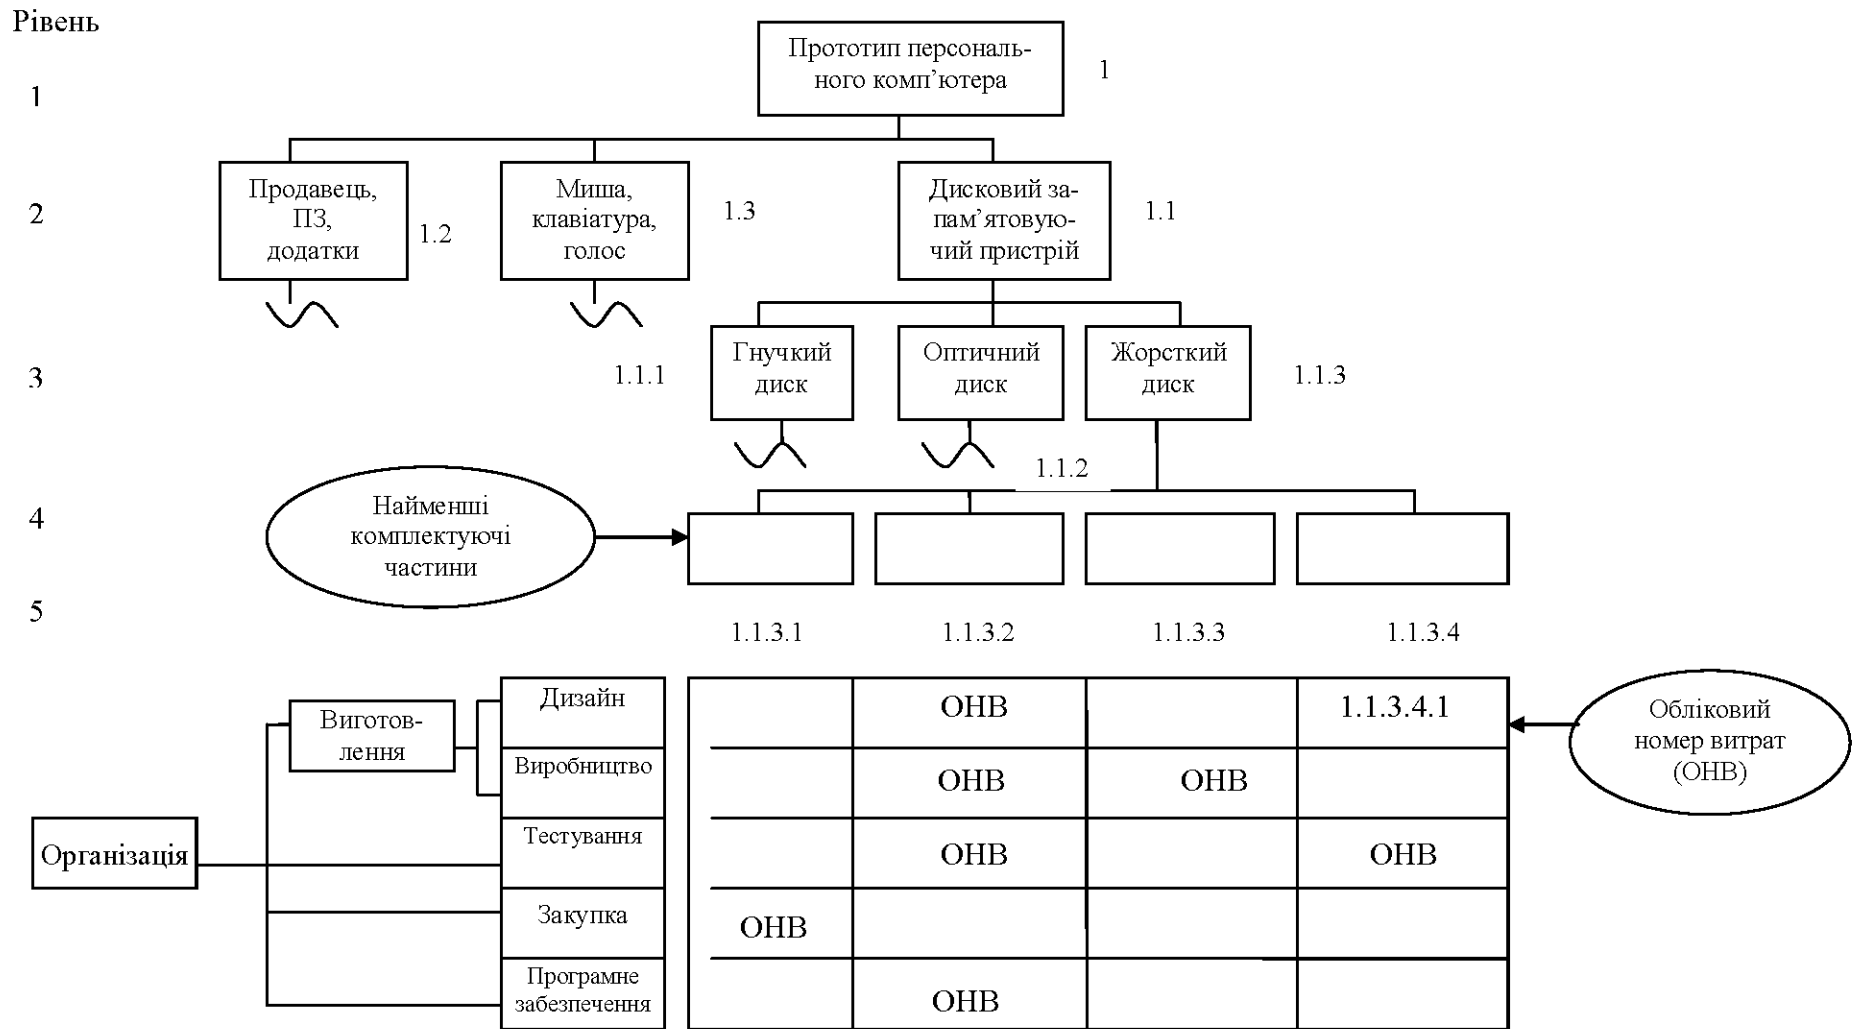 Рівень
Прототип персональ-
ного комп’ютера
1
1
Продавець,
ПЗ,
додатки
1.2
Миша,
клавіатура,
голос
1.3
Дисковий за-
пам’ятовую-
чий пристрій
1.1
2
1.1.1
Гнучкий
диск
Оптичний
диск
Жорсткий
диск
1.1.3
3
1.1.2
Найменші
комплектуючі
частини
4
5
1.1.3.1
1.1.3.2
1.1.3.3
1.1.3.4
Виготов-
лення
Дизайн
ОНВ
1.1.3.4.1
Обліковий
номер витрат
(ОНВ)
Виробництво
ОНВ
ОНВ
Організація
Тестування
ОНВ
ОНВ
Закупка
ОНВ
Програмне
забезпечення
ОНВ